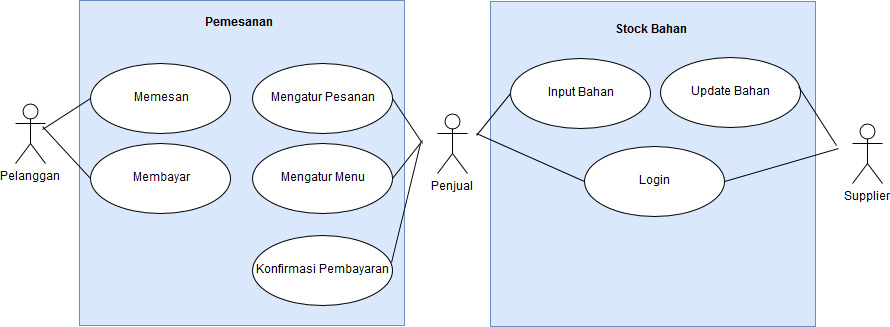 Pemesanan
Stock Bahan
Memesan
Mengatur Pesanan
Input Bahan
Update Bahan
Pelanggan
Membayar
Mengatur Menu
Penjual
Login
Supplier
Konfirmasi Pembayaran